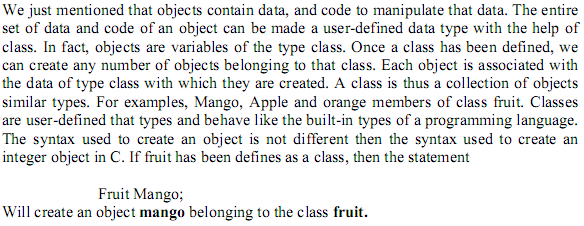 We just mentioned that objects contain data, and code to manipulate that data. The entire
set of data and code of an object can be made a user-defined data type with the help of
class. In fact, objects are variables of the type class. Once a class has been defined, we
can create any number of objects belonging to that class. Each object is associated with
the data of type class with which they are created. A class is thus a collection of objects
similar types. For examples, Mango, Apple and orange members of class fruit. Classes
are user-defined that types and behave like the built-in types of a programming language.
The syntax used to create an object is not different then the syntax used to create an
integer object in C. If fruit has been defines as a class, then the statement
Fruit Mango;
Will create an object mango belonging to the class fruit.